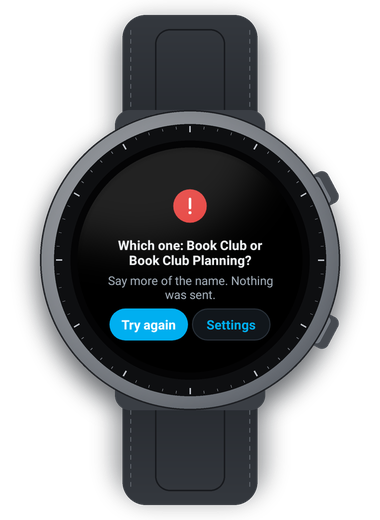 Which one: Book Club or
Book Club Planning?
Say more of the name. Nothing
was sent.
Try again
Settings